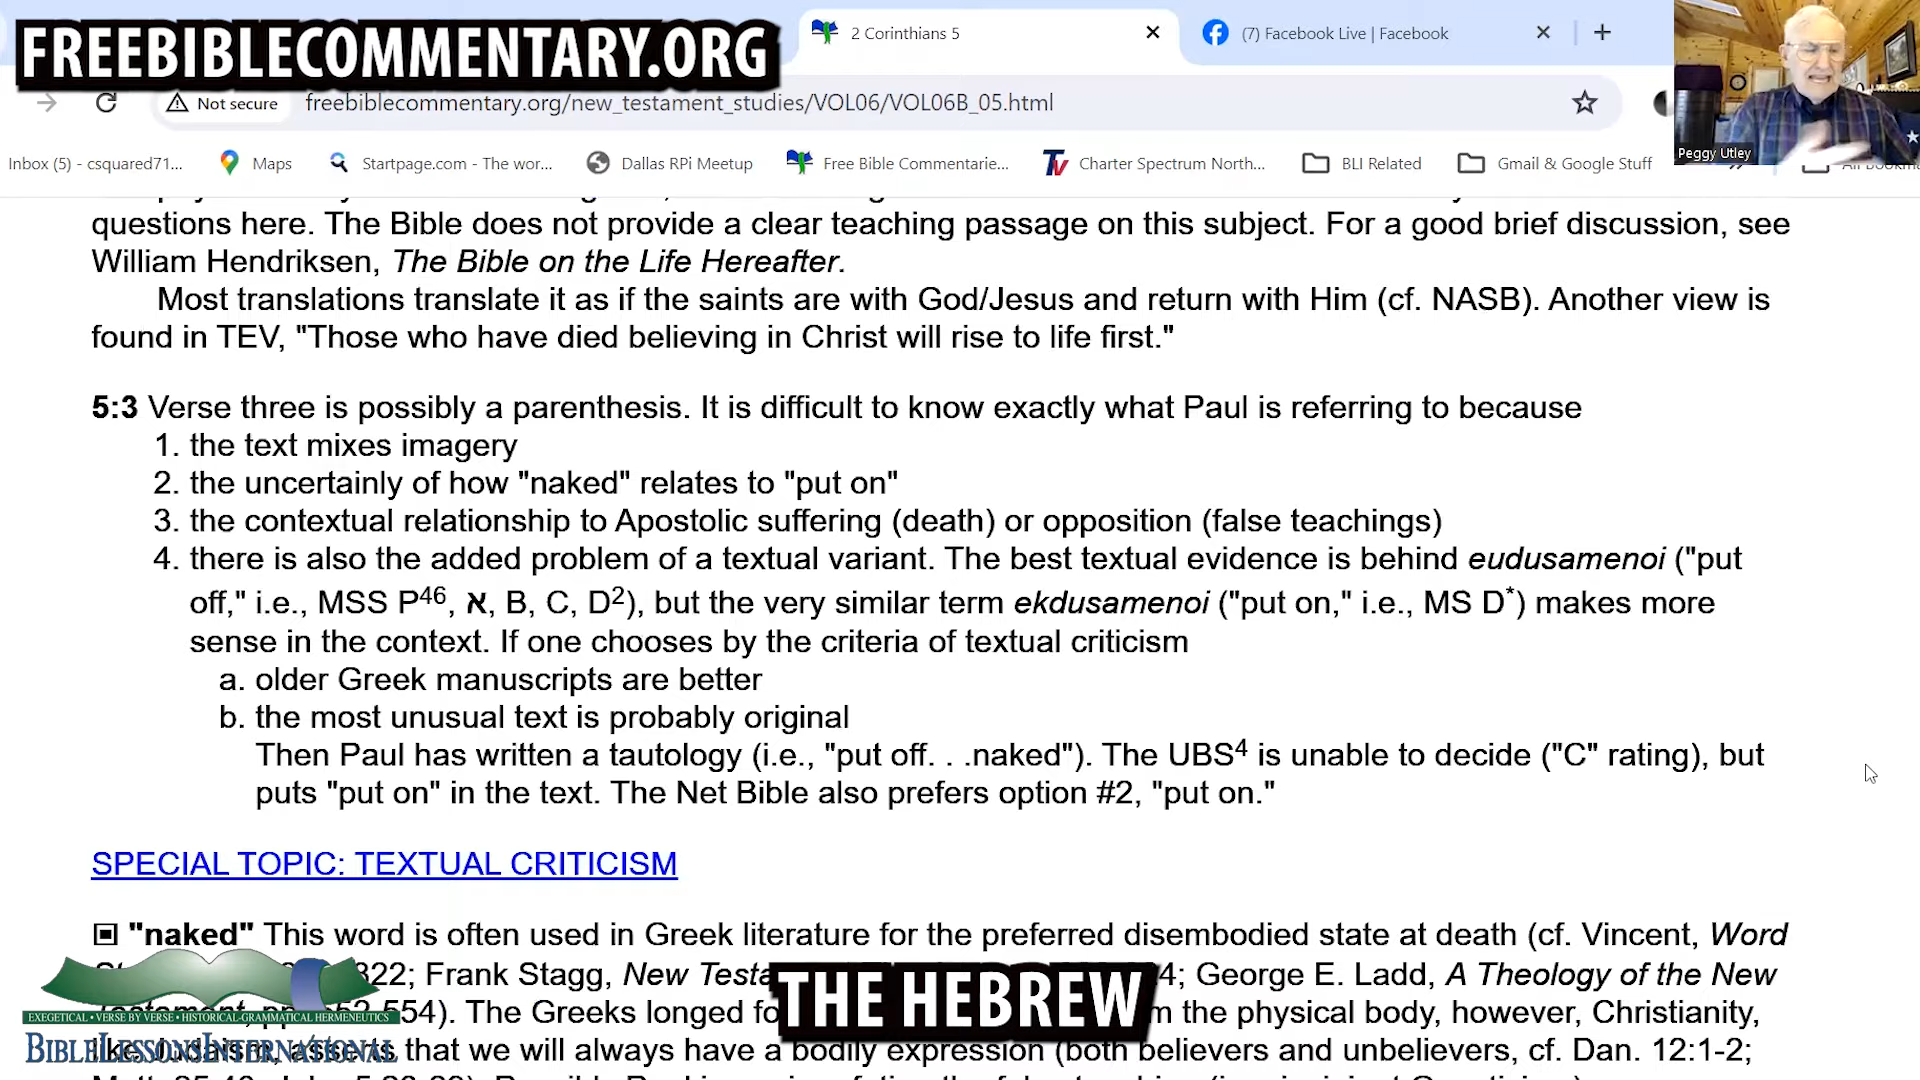 FREEBIBLECOMMENTARY.ORG
2 Corinthians 5
(7) Facebook Live | Facebook
Not secure
freebiblecommentary.org/new_testament_studies/VOL06/VOL06B_05.html
Peggy Utley
Inbox (5) - csquared71... Maps Startpage.com - The wor... Dallas RPi Meetup Free Bible Commentarie... Charter Spectrum North... BLI Related Gmail & Google Stuff »
questions here. The Bible does not provide a clear teaching passage on this subject. For a good brief discussion, see
William Hendriksen, The Bible on the Life Hereafter.
Most translations translate it as if the saints are with God/Jesus and return with Him (cf. NASB). Another view is
found in TEV, "Those who have died believing in Christ will rise to life first."
5:3 Verse three is possibly a parenthesis. It is difficult to know exactly what Paul is referring to because
1. the text mixes imagery
2. the uncertainly of how "naked" relates to "put on"
3. the contextual relationship to Apostolic suffering (death) or opposition (false teachings)
4. there is also the added problem of a textual variant. The best textual evidence is behind eudusamenoi ("put
off," i.e., MSS P46, א, B, C, D2), but the very similar term ekdusamenoi ("put on," i.e., MS D*) makes more
sense in the context. If one chooses by the criteria of textual criticism
a. older Greek manuscripts are better
b. the most unusual text is probably original
Then Paul has written a tautology (i.e., "put off. . .naked"). The UBS4 is unable to decide ("C" rating), but
puts "put on" in the text. The Net Bible also prefers option #2, "put on."
SPECIAL TOPIC: TEXTUAL CRITICISM
"naked" This word is often used in Greek literature for the preferred disembodied state at death (cf. Vincent, Word
322; Frank Stagg, New 4; George E. Ladd, A Theology of the New
554). The Greeks longed the physical body, however, Christianity,
that we will always have a bodily expression (both believers and unbelievers, cf. Dan. 12:1-2;
THE HEBREW
EXEGETICAL • VERSE BY VERSE • HISTORICAL-GRAMMATICAL HERMENEUTICS
BIBLELESSONSINTERNATIONAL